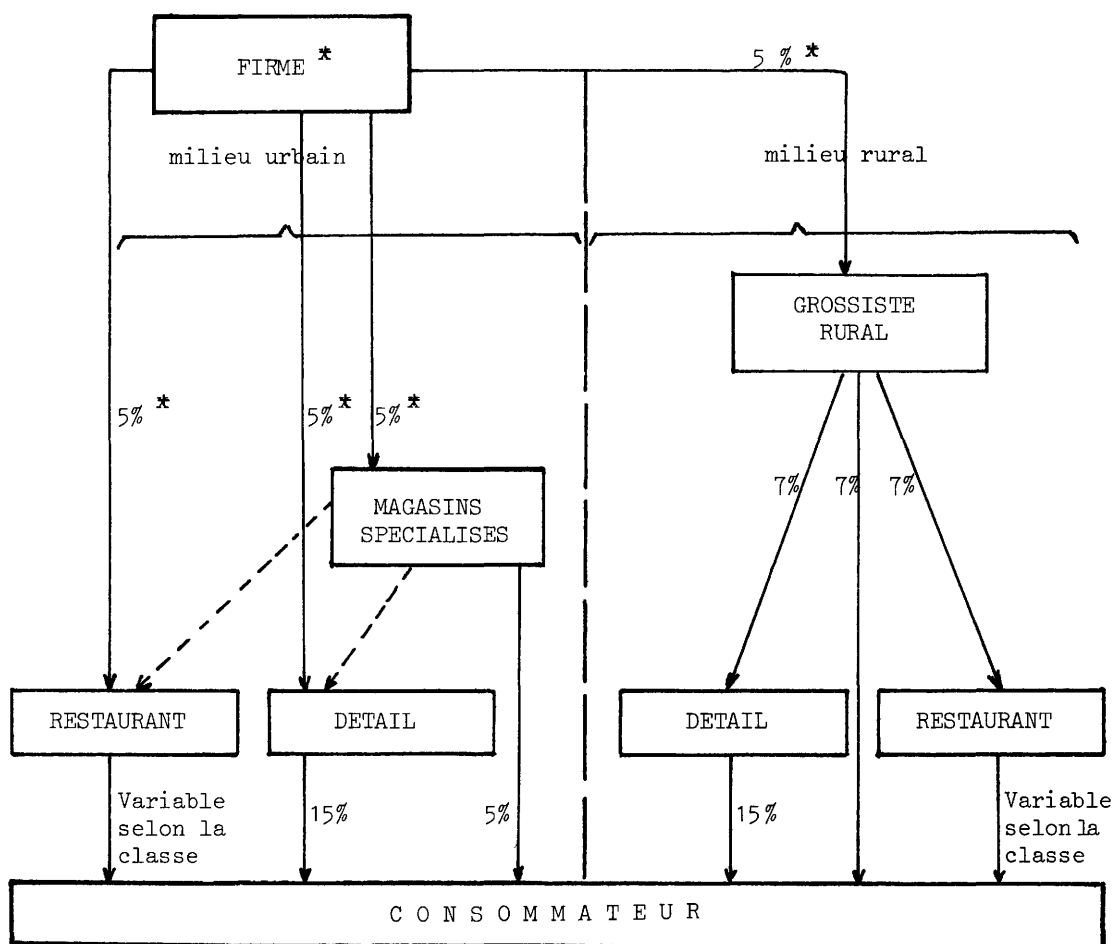 FIRME *
5 % *
milieu urbain
milieu rural
GROSSISTE
RURAL
5% *
5% *
5% *
MAGASINS
SPECIALISES
7%
7%
7%
RESTAURANT
DETAIL
DETAIL
RESTAURANT
Variable
selon la
classe
15%
5%
15%
Variable
selon la
classe
CONSOMMATEUR